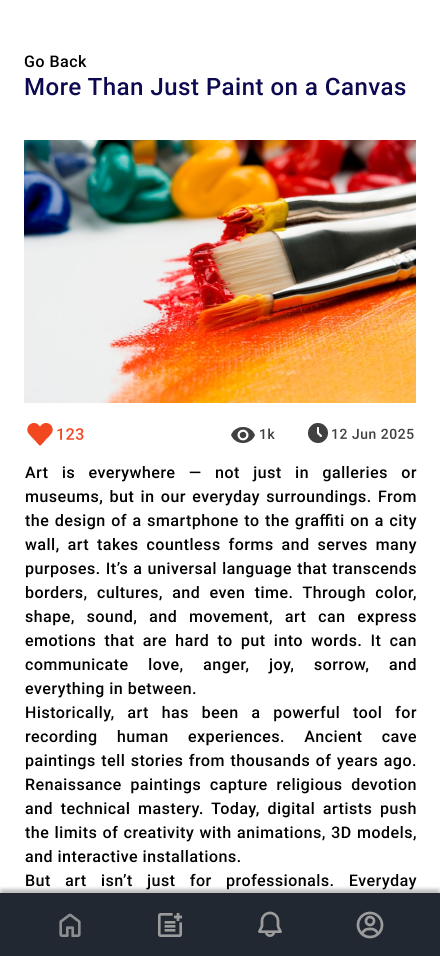 Go Back
More Than Just Paint on a Canvas
123
1k
12 Jun 2025
Art is everywhere — not just in galleries or
museums, but in our everyday surroundings. From
the design of a smartphone to the graffiti on a city
wall, art takes countless forms and serves many
purposes. It’s a universal language that transcends
borders, cultures, and even time. Through color,
shape, sound, and movement, art can express
emotions that are hard to put into words. It can
communicate love, anger, joy, sorrow, and
everything in between.
Historically, art has been a powerful tool for
recording human experiences. Ancient cave
paintings tell stories from thousands of years ago.
Renaissance paintings capture religious devotion
and technical mastery. Today, digital artists push
the limits of creativity with animations, 3D models,
and interactive installations.
But art isn’t just for professionals. Everyday